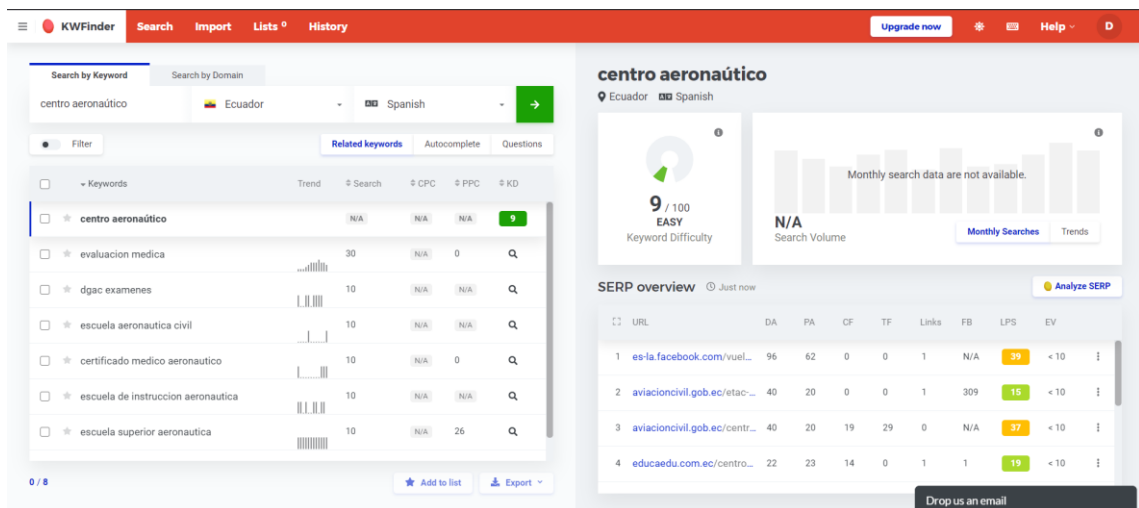 KWFinder Search Import Lists 0 History Upgrade now Help D
Search by Keyword Search by Domain
centro aeronaútico Ecuador Spanish
Filter Related keywords Autocomplete Questions
Keywords Trend Search CPC PPC KD
centro aeronaútico N/A N/A N/A 9
evaluacion medica 30 N/A 0
dgac examenes 10 N/A N/A
escuela aeronautica civil 10 N/A N/A
certificado medico aeronautico 10 N/A 0
escuela de instruccion aeronautica 10 N/A N/A
escuela superior aeronautica 10 N/A 26
0 / 8 Add to list Export
centro aeronaútico
Ecuador Spanish
9 / 100
EASY
Keyword Difficulty
Monthly search data are not available.
N/A
Search Volume
Monthly Searches Trends
SERP overview Just now Analyze SERP
URL DA PA CF TF Links FB LPS EV
1 es-la.facebook.com/vuel... 96 62 0 0 1 N/A 39 < 10
2 aviacioncivil.gob.ec/etac-... 40 20 0 0 1 309 15 < 10
3 aviacioncivil.gob.ec/centr... 40 20 19 29 0 N/A 37 < 10
4 educaedu.com.ec/centro... 22 23 14 0 1 1 19 < 10
Drop us an email